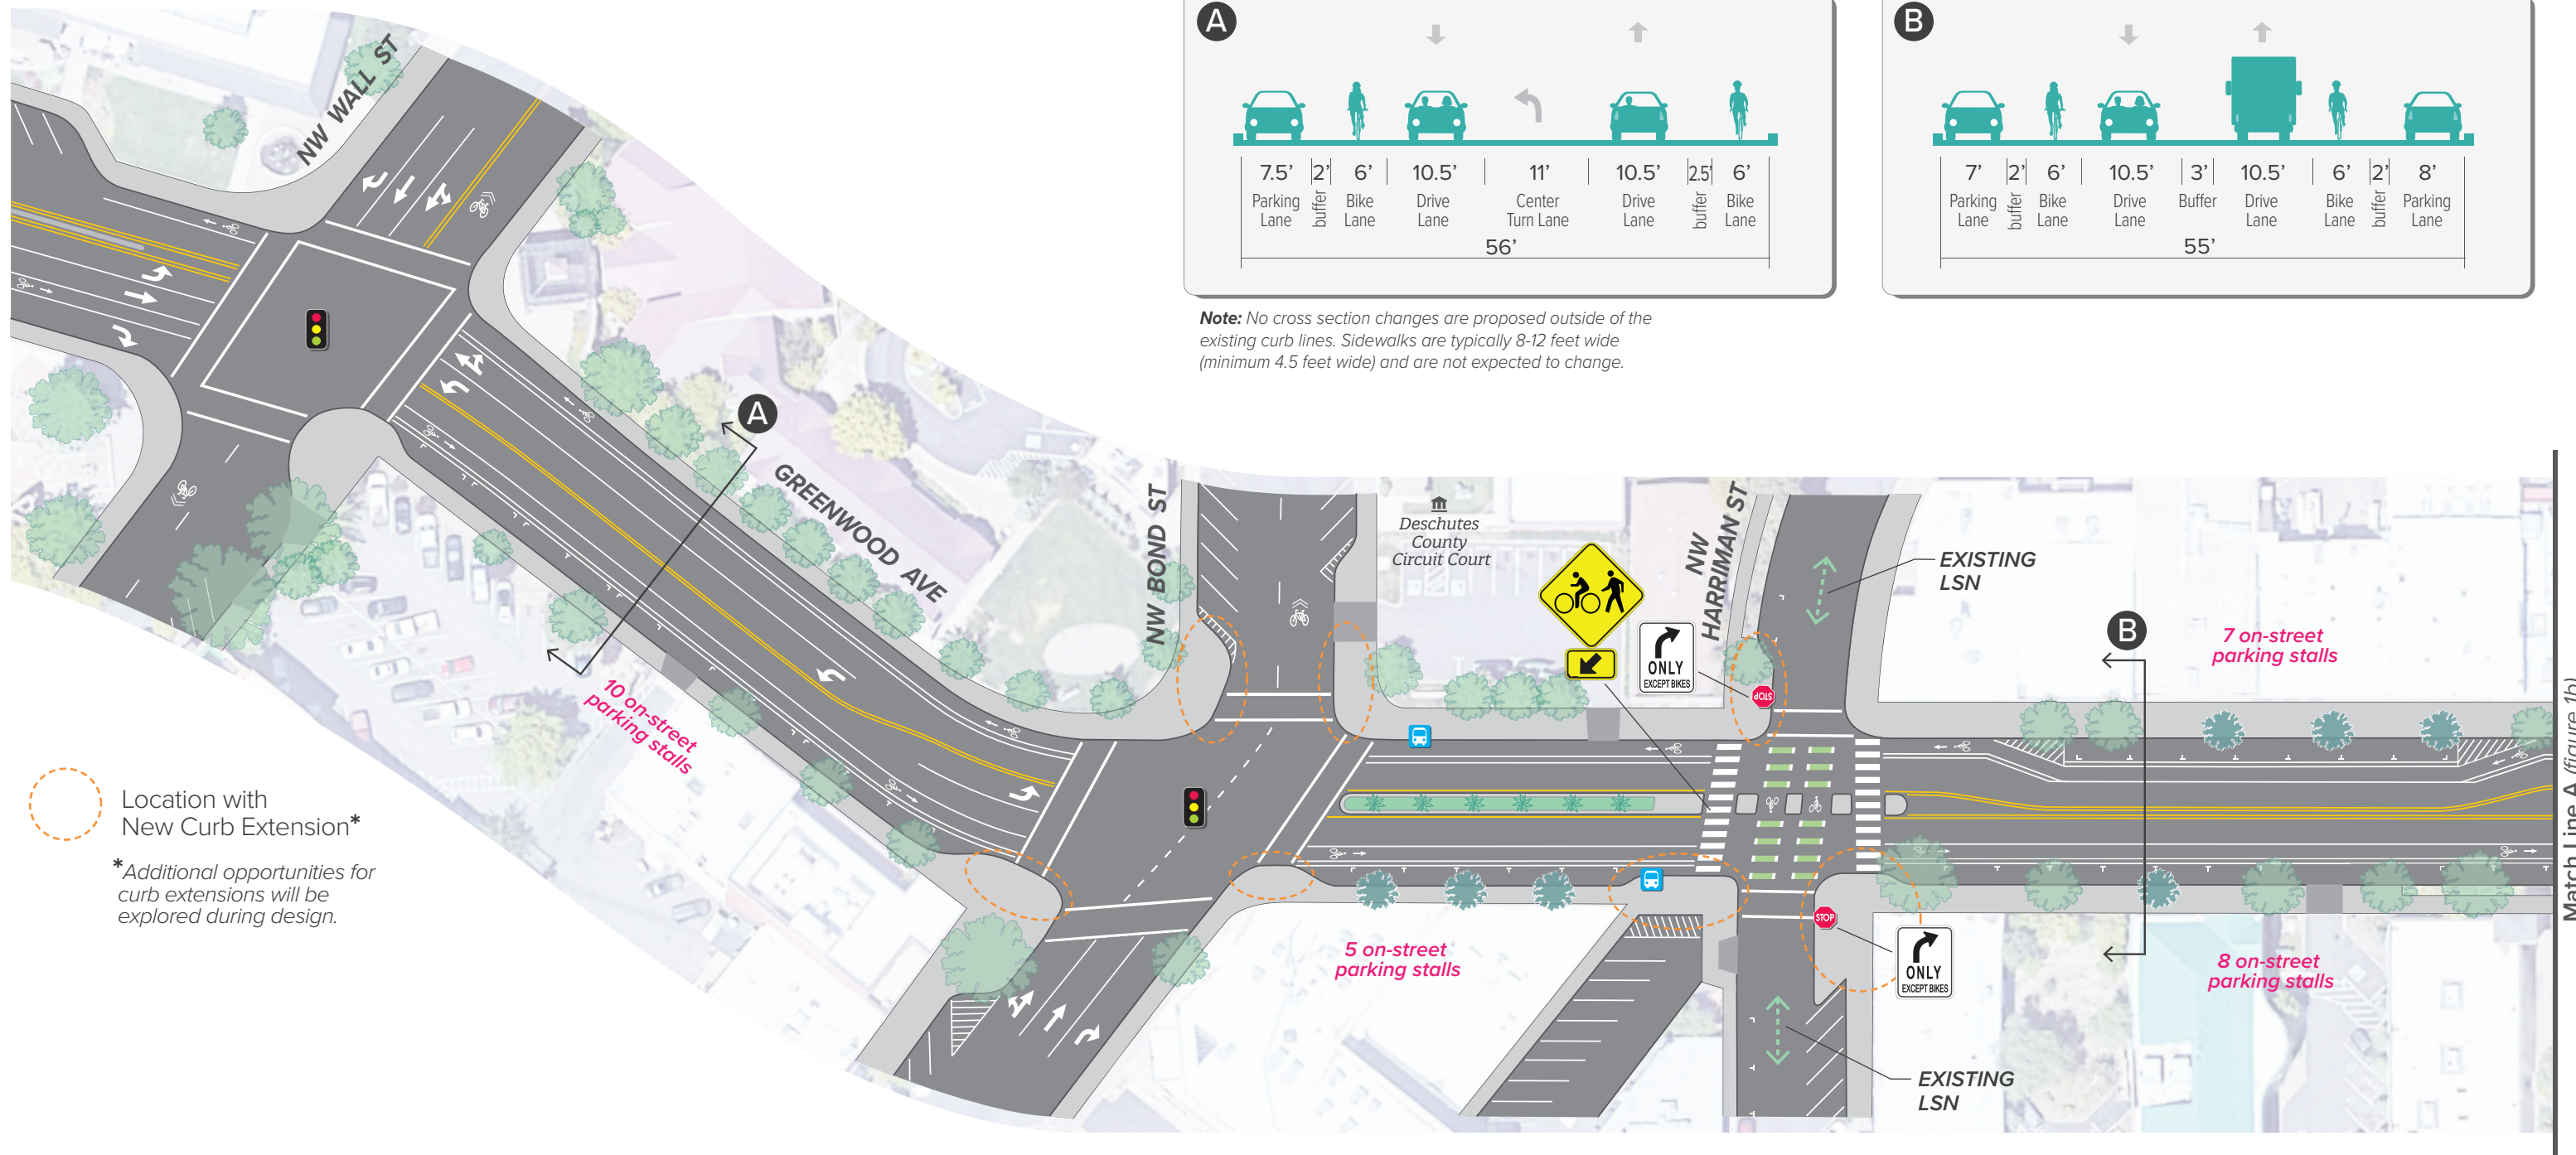 A
7.5’ 2’ 6’ 10.5’ 11’ 10.5’ 2.5’ 6’
Parking Lane buffer Bike Lane Drive Lane Center Turn Lane Drive Lane buffer Bike Lane
56’
B
7’ 2’ 6’ 10.5’ 3’ 10.5’ 6’ 2’ 8’
Parking Lane buffer Bike Lane Drive Lane Buffer Drive Lane Bike Lane buffer Parking Lane
55’
Note: No cross section changes are proposed outside of the
existing curb lines. Sidewalks are typically 8-12 feet wide
(minimum 4.5 feet wide) and are not expected to change.
NW WALL ST
A
GREENWOOD AVE
NW BOND ST
Deschutes
County
Circuit Court
NW
HARRIMAN ST
ONLY
EXCEPT BIKES
STOP
EXISTING
LSN
B
7 on-street
parking stalls
10 on-street
parking stalls
Location with
New Curb Extension*
*Additional opportunities for
curb extensions will be
explored during design.
5 on-street
parking stalls
STOP
ONLY
EXCEPT BIKES
8 on-street
parking stalls
EXISTING
LSN
Match Line A (figure 1b)